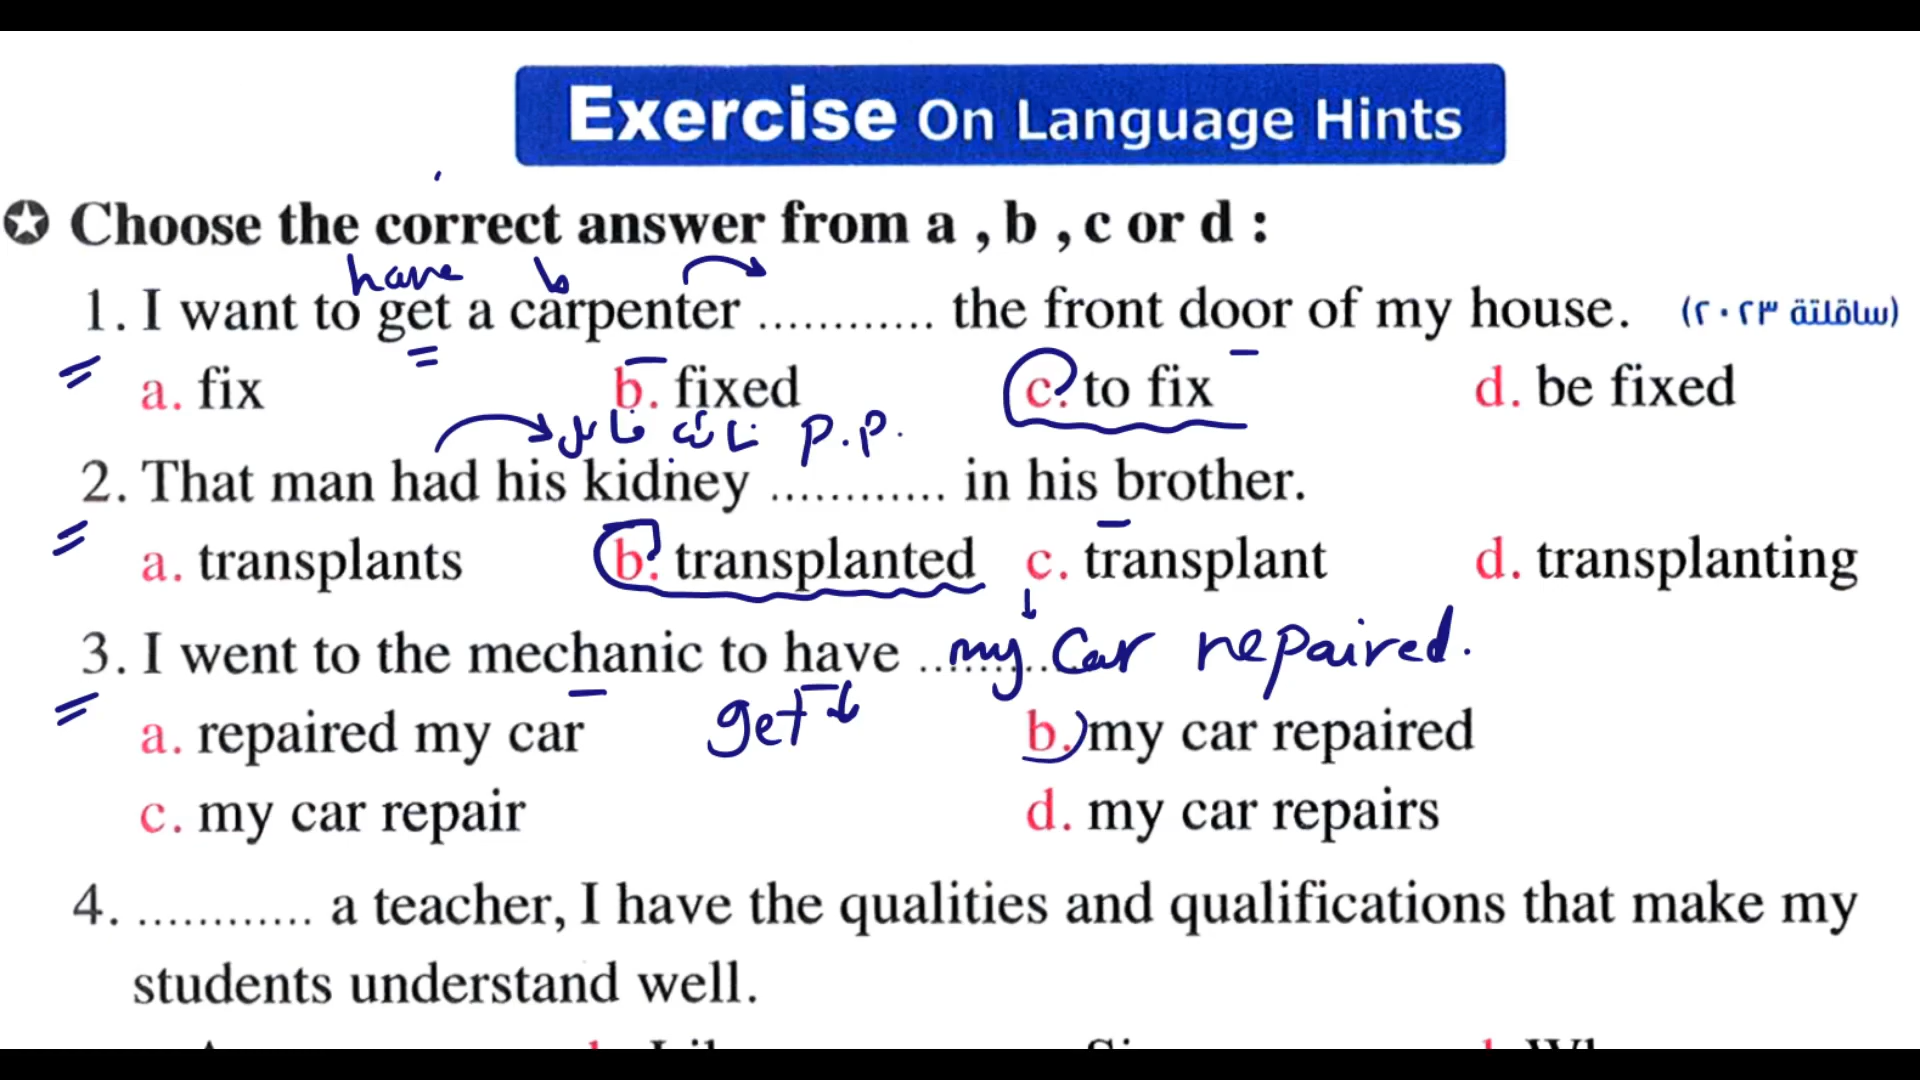 Exercise On Language Hints
Choose the correct answer from a , b , c or d :
have
1. I want to get a carpenter ............ the front door of my house. (ساقلتة ٢٠٢٣)
a. fix b. fixed c. to fix d. be fixed
p.p.
2. That man had his kidney ............ in his brother.
a. transplants b. transplanted c. transplant d. transplanting
3. I went to the mechanic to have ......... my car repaired.
get
a. repaired my car b. my car repaired
c. my car repair d. my car repairs
4. ............ a teacher, I have the qualities and qualifications that make my
students understand well.